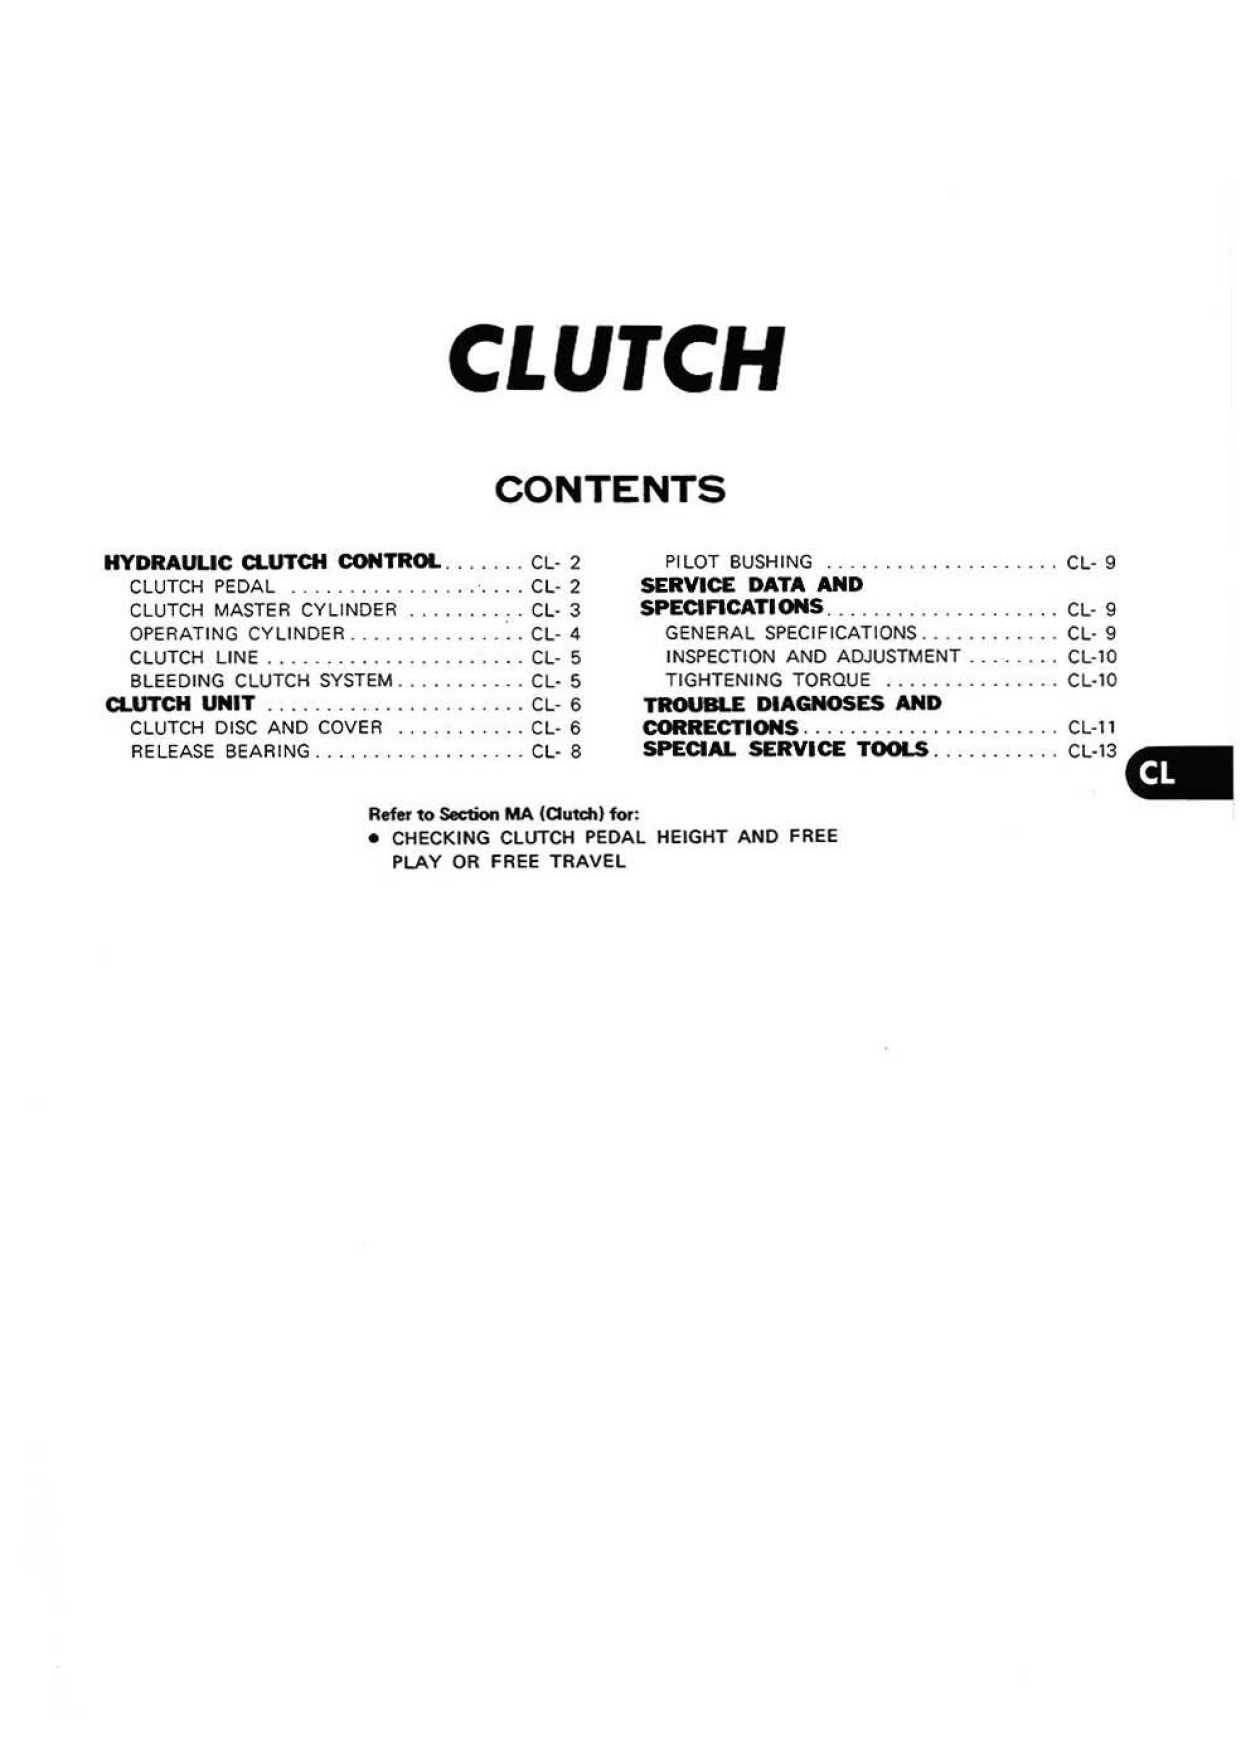 CLUTCH
CONTENTS
HYDRAULIC CLUTCH CONTROL....... CL- 2
CLUTCH PEDAL .................... CL- 2
CLUTCH MASTER CYLINDER .......... CL- 3
OPERATING CYLINDER............... CL- 4
CLUTCH LINE...................... CL- 5
BLEEDING CLUTCH SYSTEM........... CL- 5
CLUTCH UNIT ...................... CL- 6
CLUTCH DISC AND COVER ........... CL- 6
RELEASE BEARING.................. CL- 8
PILOT BUSHING .................... CL- 9
SERVICE DATA AND
SPECIFICATIONS.................... CL- 9
GENERAL SPECIFICATIONS............ CL- 9
INSPECTION AND ADJUSTMENT........ CL-10
TIGHTENING TORQUE ............... CL-10
TROUBLE DIAGNOSES AND
CORRECTIONS...................... CL-11
SPECIAL SERVICE TOOLS........... CL-13
CL
Refer to Section MA (Clutch) for:
● CHECKING CLUTCH PEDAL HEIGHT AND FREE
PLAY OR FREE TRAVEL